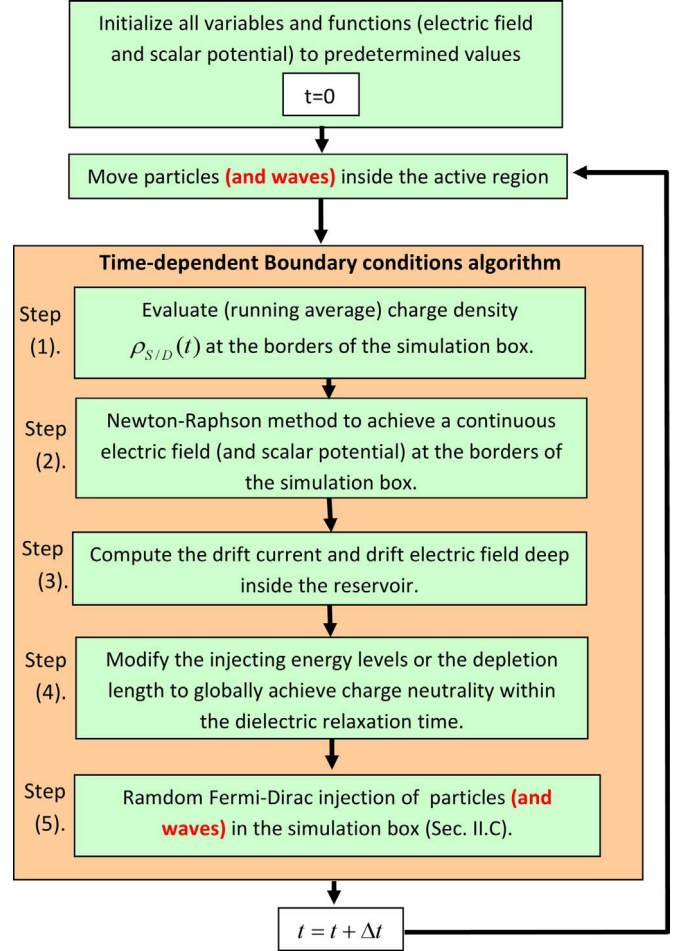 Initialize all variables and functions (electric field
and scalar potential) to predetermined values
t=0
Move particles (and waves) inside the active region
Time-dependent Boundary conditions algorithm
Step
(1).
Evaluate (running average) charge density
ρ_{S/D}(t) at the borders of the simulation box.
Step
(2).
Newton-Raphson method to achieve a continuous
electric field (and scalar potential) at the borders of
the simulation box.
Step
(3).
Compute the drift current and drift electric field deep
inside the reservoir.
Step
(4).
Modify the injecting energy levels or the depletion
length to globally achieve charge neutrality within
the dielectric relaxation time.
Step
(5).
Ramdom Fermi-Dirac injection of particles (and
waves) in the simulation box (Sec. II.C).
t = t + Δt